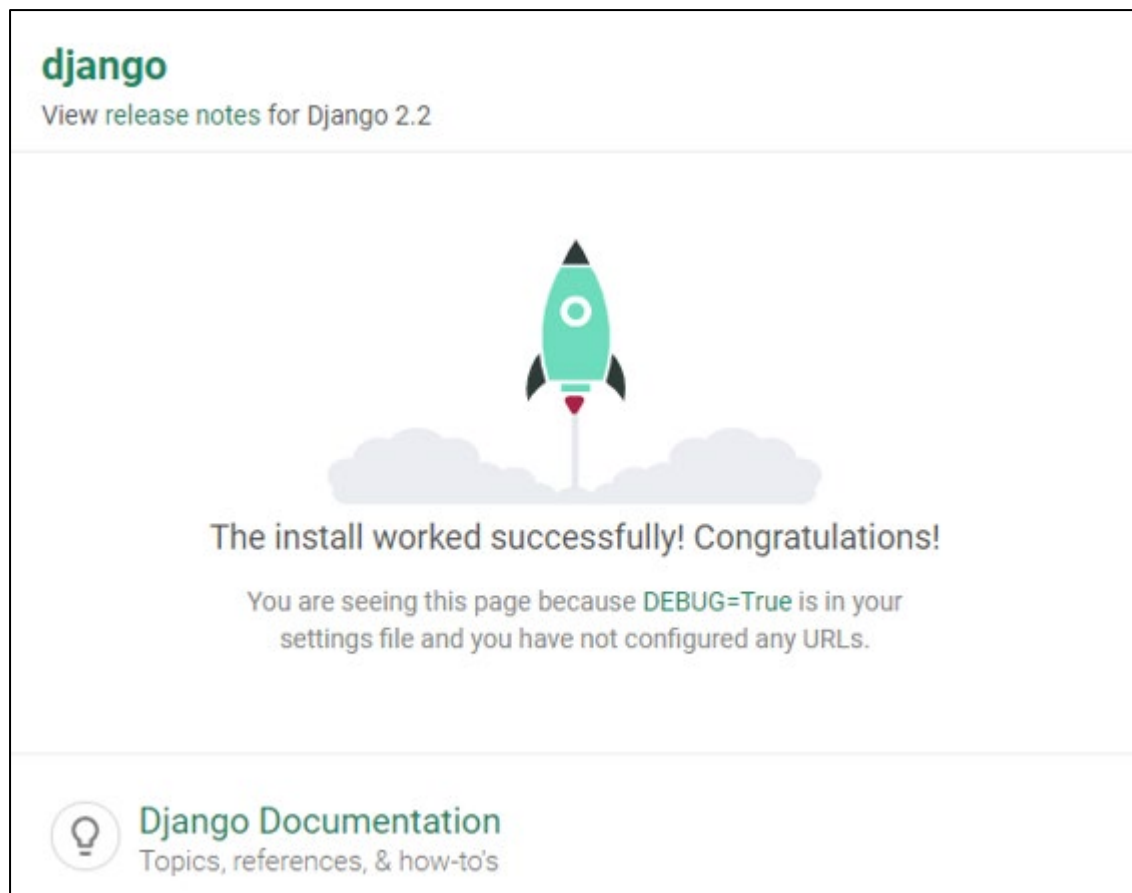 django
View release notes for Django 2.2
The install worked successfully! Congratulations!
You are seeing this page because DEBUG=True is in your
settings file and you have not configured any URLs.
Django Documentation
Topics, references, & how-to's